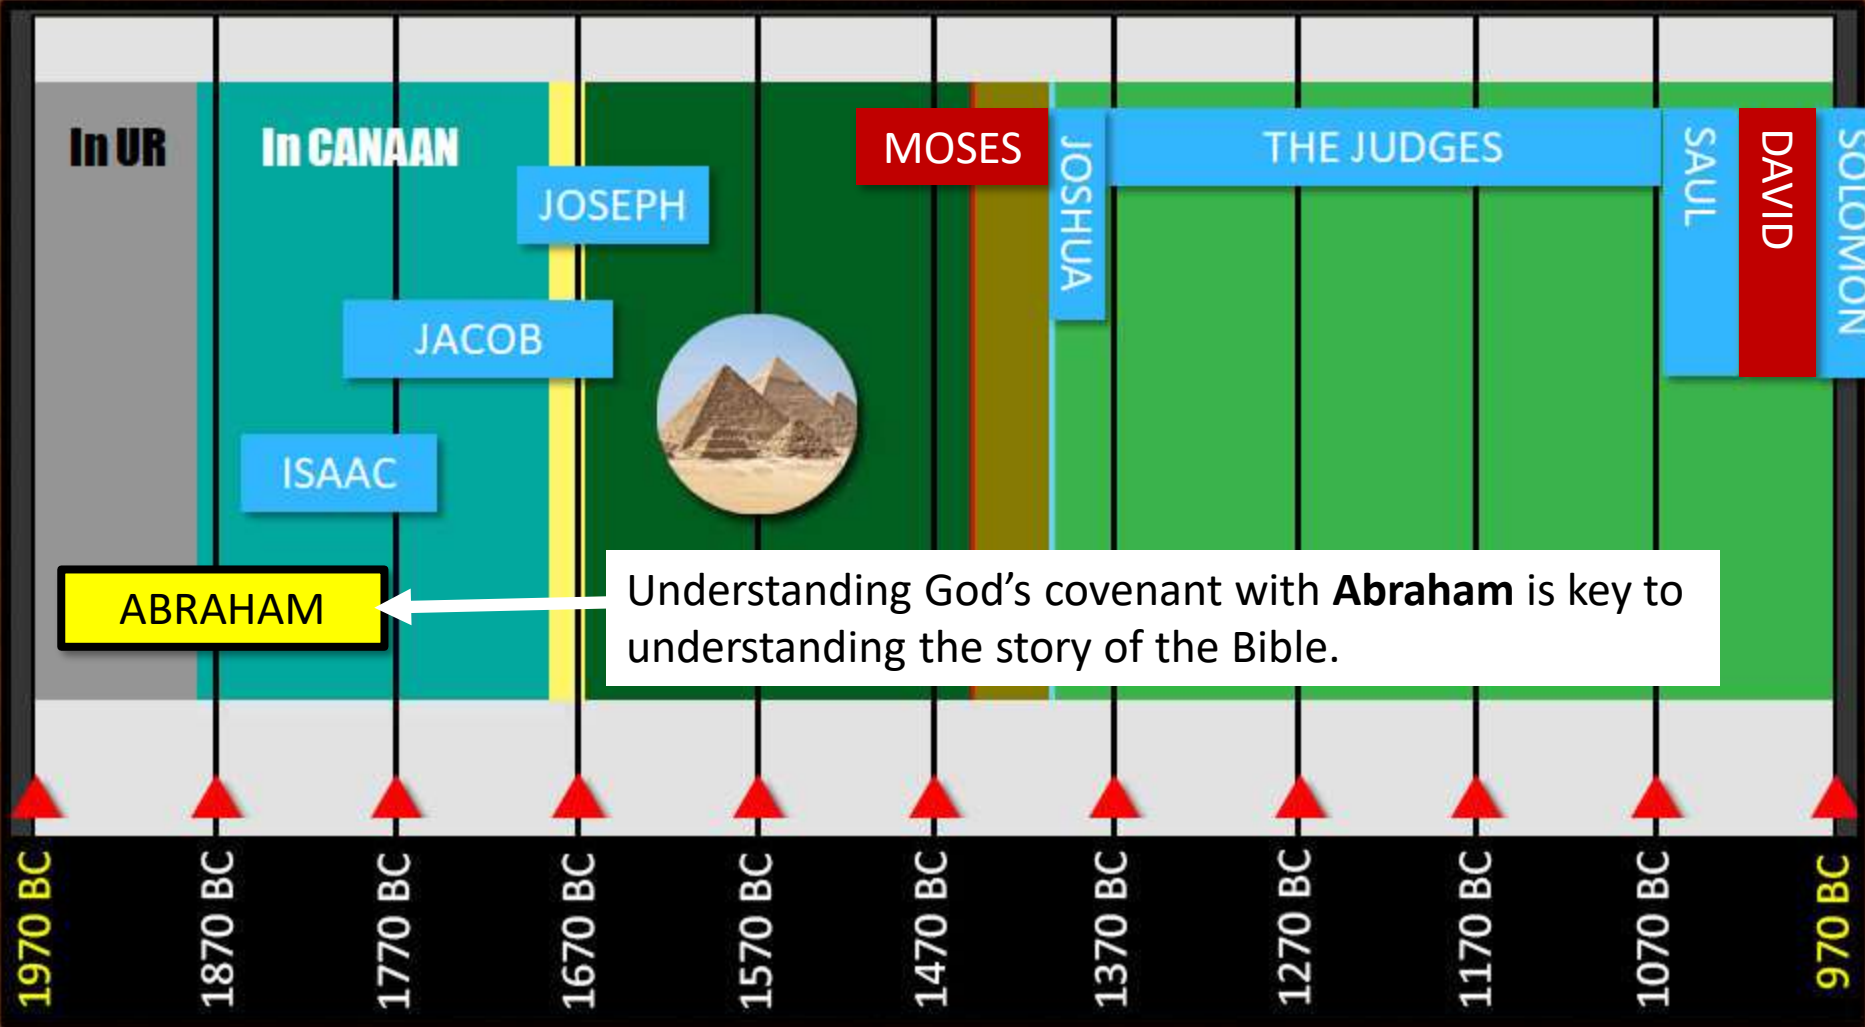 In UR
In CANAAN
MOSES
JOSHUA
THE JUDGES
SAUL
DAVID
SOLOMON
JOSEPH
JACOB
ISAAC
ABRAHAM
Understanding God’s covenant with Abraham is key to
understanding the story of the Bible.
1970 BC
1870 BC
1770 BC
1670 BC
1570 BC
1470 BC
1370 BC
1270 BC
1170 BC
1070 BC
970 BC